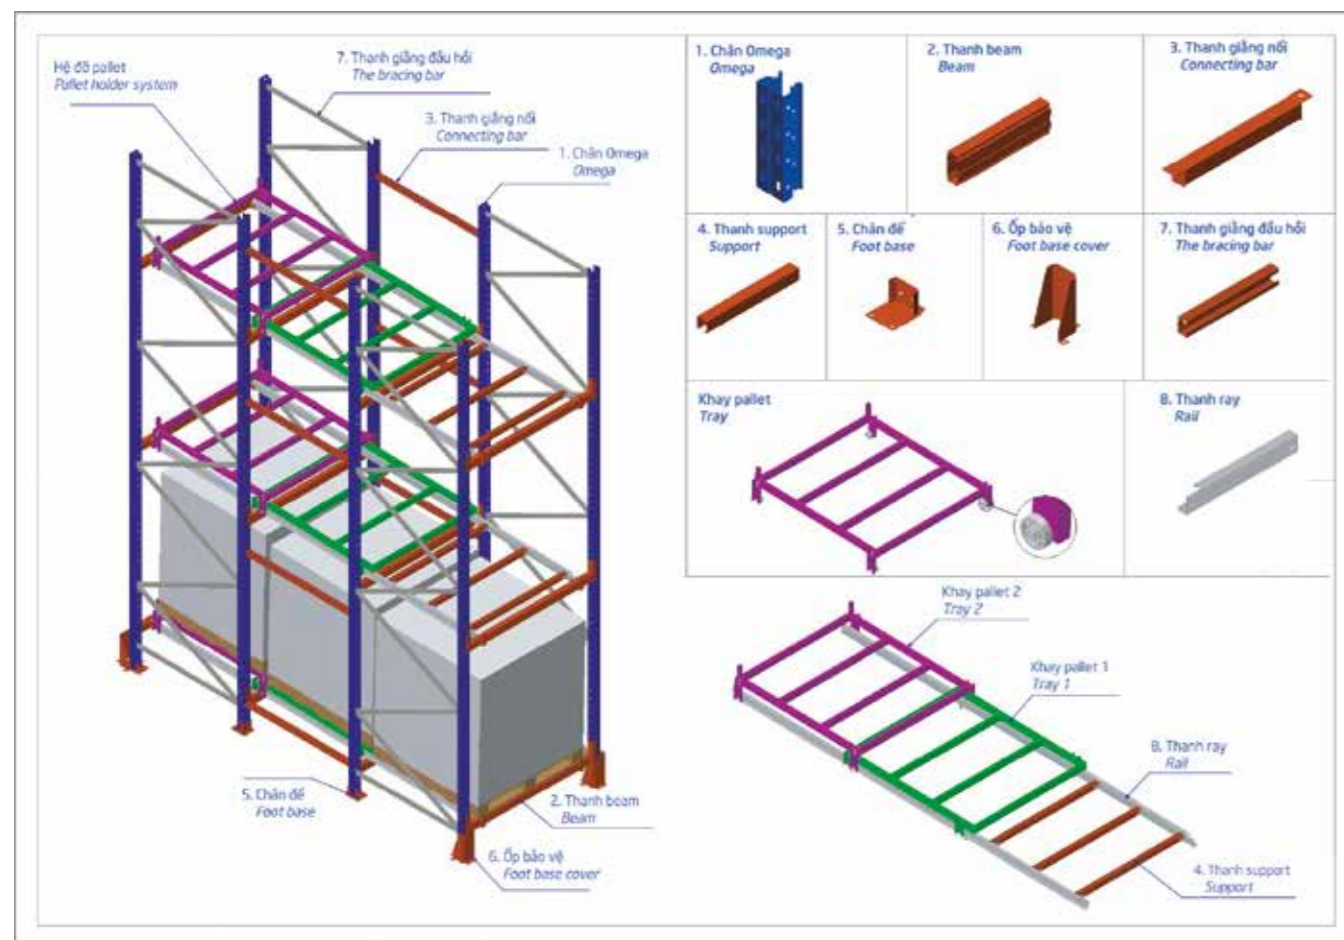 Hệ đỡ pallet
Pallet holder system
7. Thanh giằng đầu hồi
The bracing bar
3. Thanh giằng nối
Connecting bar
1. Chân Omega
Omega
5. Chân đế
Foot base
2. Thanh beam
Beam
6. Ốp bảo vệ
Foot base cover
1. Chân Omega
Omega
2. Thanh beam
Beam
3. Thanh giằng nối
Connecting bar
4. Thanh support
Support
5. Chân đế
Foot base
6. Ốp bảo vệ
Foot base cover
7. Thanh giằng đầu hồi
The bracing bar
Khay pallet
Tray
8. Thanh ray
Rail
Khay pallet 2
Tray 2
Khay pallet 1
Tray 1
8. Thanh ray
Rail
4. Thanh support
Support